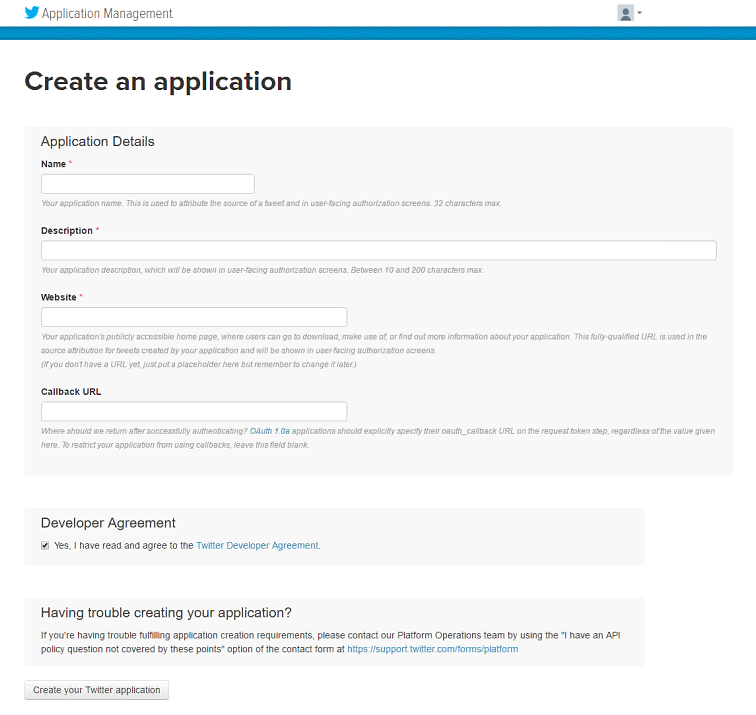 Application Management
Create an application
Application Details
Name *
Your application name. This is used to attribute the source of a tweet and in user-facing authorization screens. 32 characters max.
Description *
Your application description, which will be shown in user-facing authorization screens. Between 10 and 200 characters max.
Website *
Your application's publicly accessible home page, where users can go to download, make use of, or find out more information about your application. This fully-qualified URL is used in the
source attribution for tweets created by your application and will be shown in user-facing authorization screens.
(If you don't have a URL yet, just put a placeholder here but remember to change it later.)
Callback URL
Where should we return after successfully authenticating? OAuth 1.0a applications should explicitly specify their oauth_callback URL on the request token step, regardless of the value given
here. To restrict your application from using callbacks, leave this field blank.
Developer Agreement
Yes, I have read and agree to the Twitter Developer Agreement.
Having trouble creating your application?
If you're having trouble fulfilling application creation requirements, please contact our Platform Operations team by using the "I have an API
policy question not covered by these points" option of the contact form at https://support.twitter.com/forms/platform
Create your Twitter application